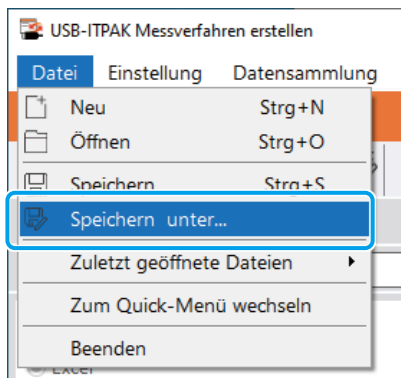 USB-ITPAK Messverfahren erstellen
Datei Einstellung Datensammlung
Neu Strg+N
Öffnen Strg+O
Speichern Strg+S
Speichern unter...
Zuletzt geöffnete Dateien
Zum Quick-Menü wechseln
Beenden
Excel